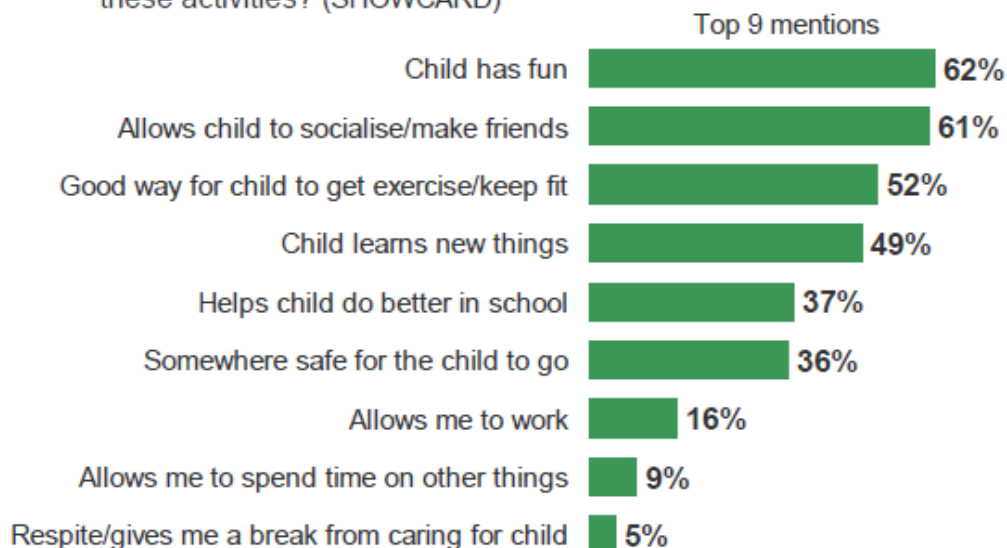 these activities? (SHOWCARD)
Top 9 mentions
Child has fun 62%
Allows child to socialise/make friends 61%
Good way for child to get exercise/keep fit 52%
Child learns new things 49%
Helps child do better in school 37%
Somewhere safe for the child to go 36%
Allows me to work 16%
Allows me to spend time on other things 9%
Respite/gives me a break from caring for child 5%